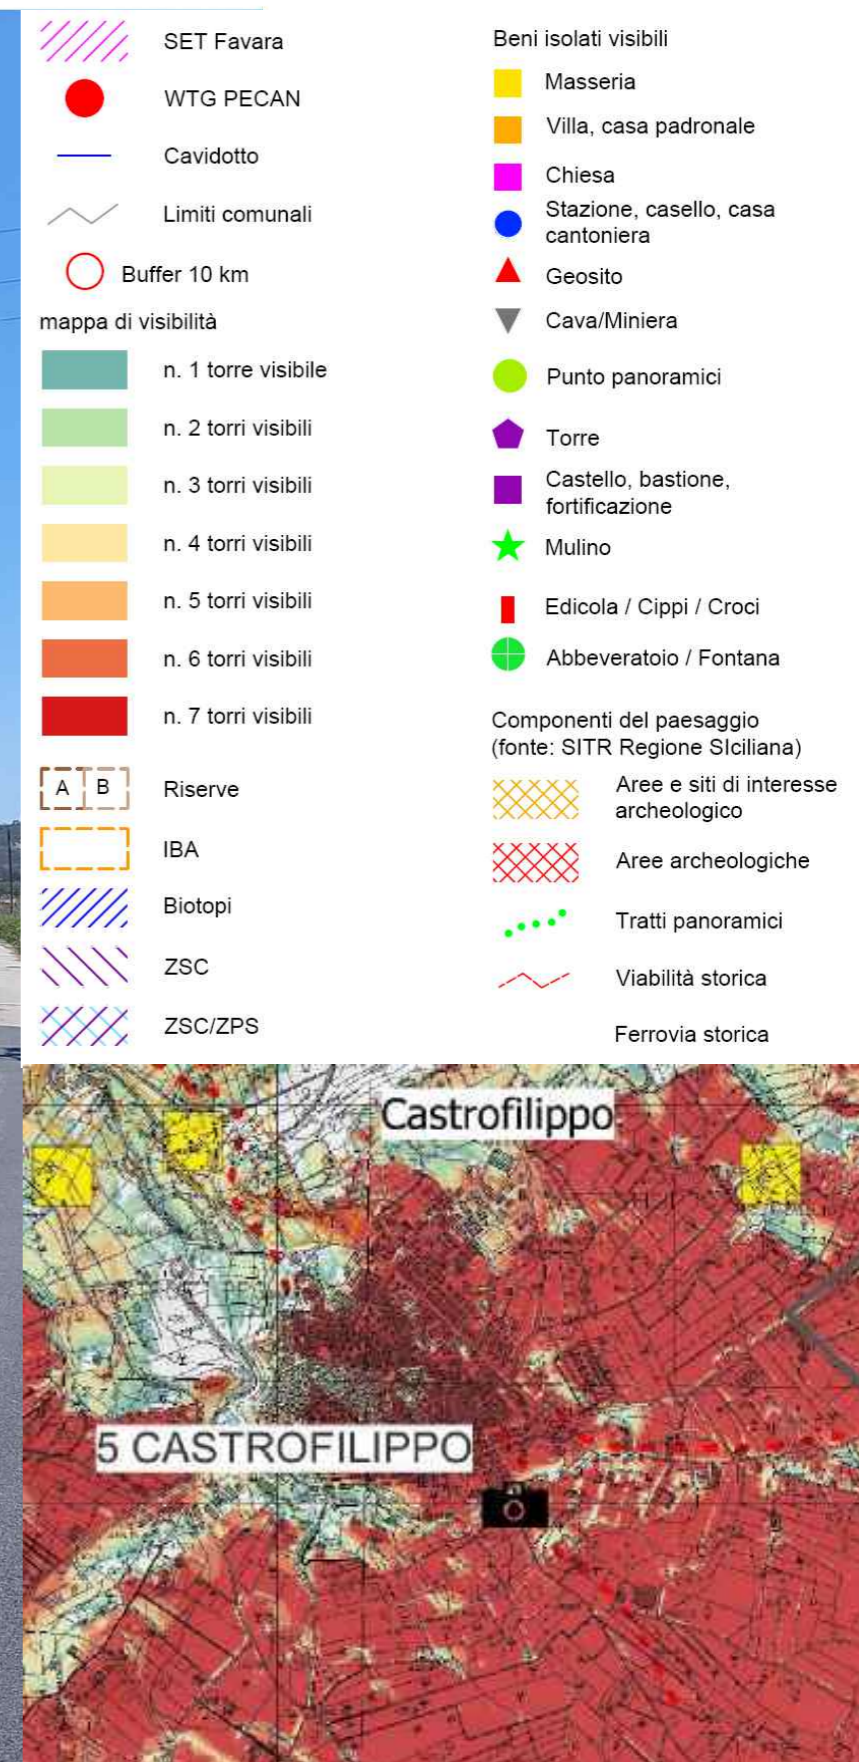 SET Favara
WTG PECAN
Cavidotto
Limiti comunali
Buffer 10 km
mappa di visibilità
n. 1 torre visibile
n. 2 torri visibili
n. 3 torri visibili
n. 4 torri visibili
n. 5 torri visibili
n. 6 torri visibili
n. 7 torri visibili
A B Riserve
IBA
Biotopi
ZSC
ZSC/ZPS
Beni isolati visibili
Masseria
Villa, casa padronale
Chiesa
Stazione, casello, casa
cantoniera
Geosito
Cava/Miniera
Punto panoramici
Torre
Castello, bastione,
fortificazione
Mulino
Edicola / Cippi / Croci
Abbeveratoio / Fontana
Componenti del paesaggio
(fonte: SITR Regione SIciliana)
Aree e siti di interesse
archeologico
Aree archeologiche
Tratti panoramici
Viabilità storica
Ferrovia storica
Castrofilippo
5 CASTROFILIPPO